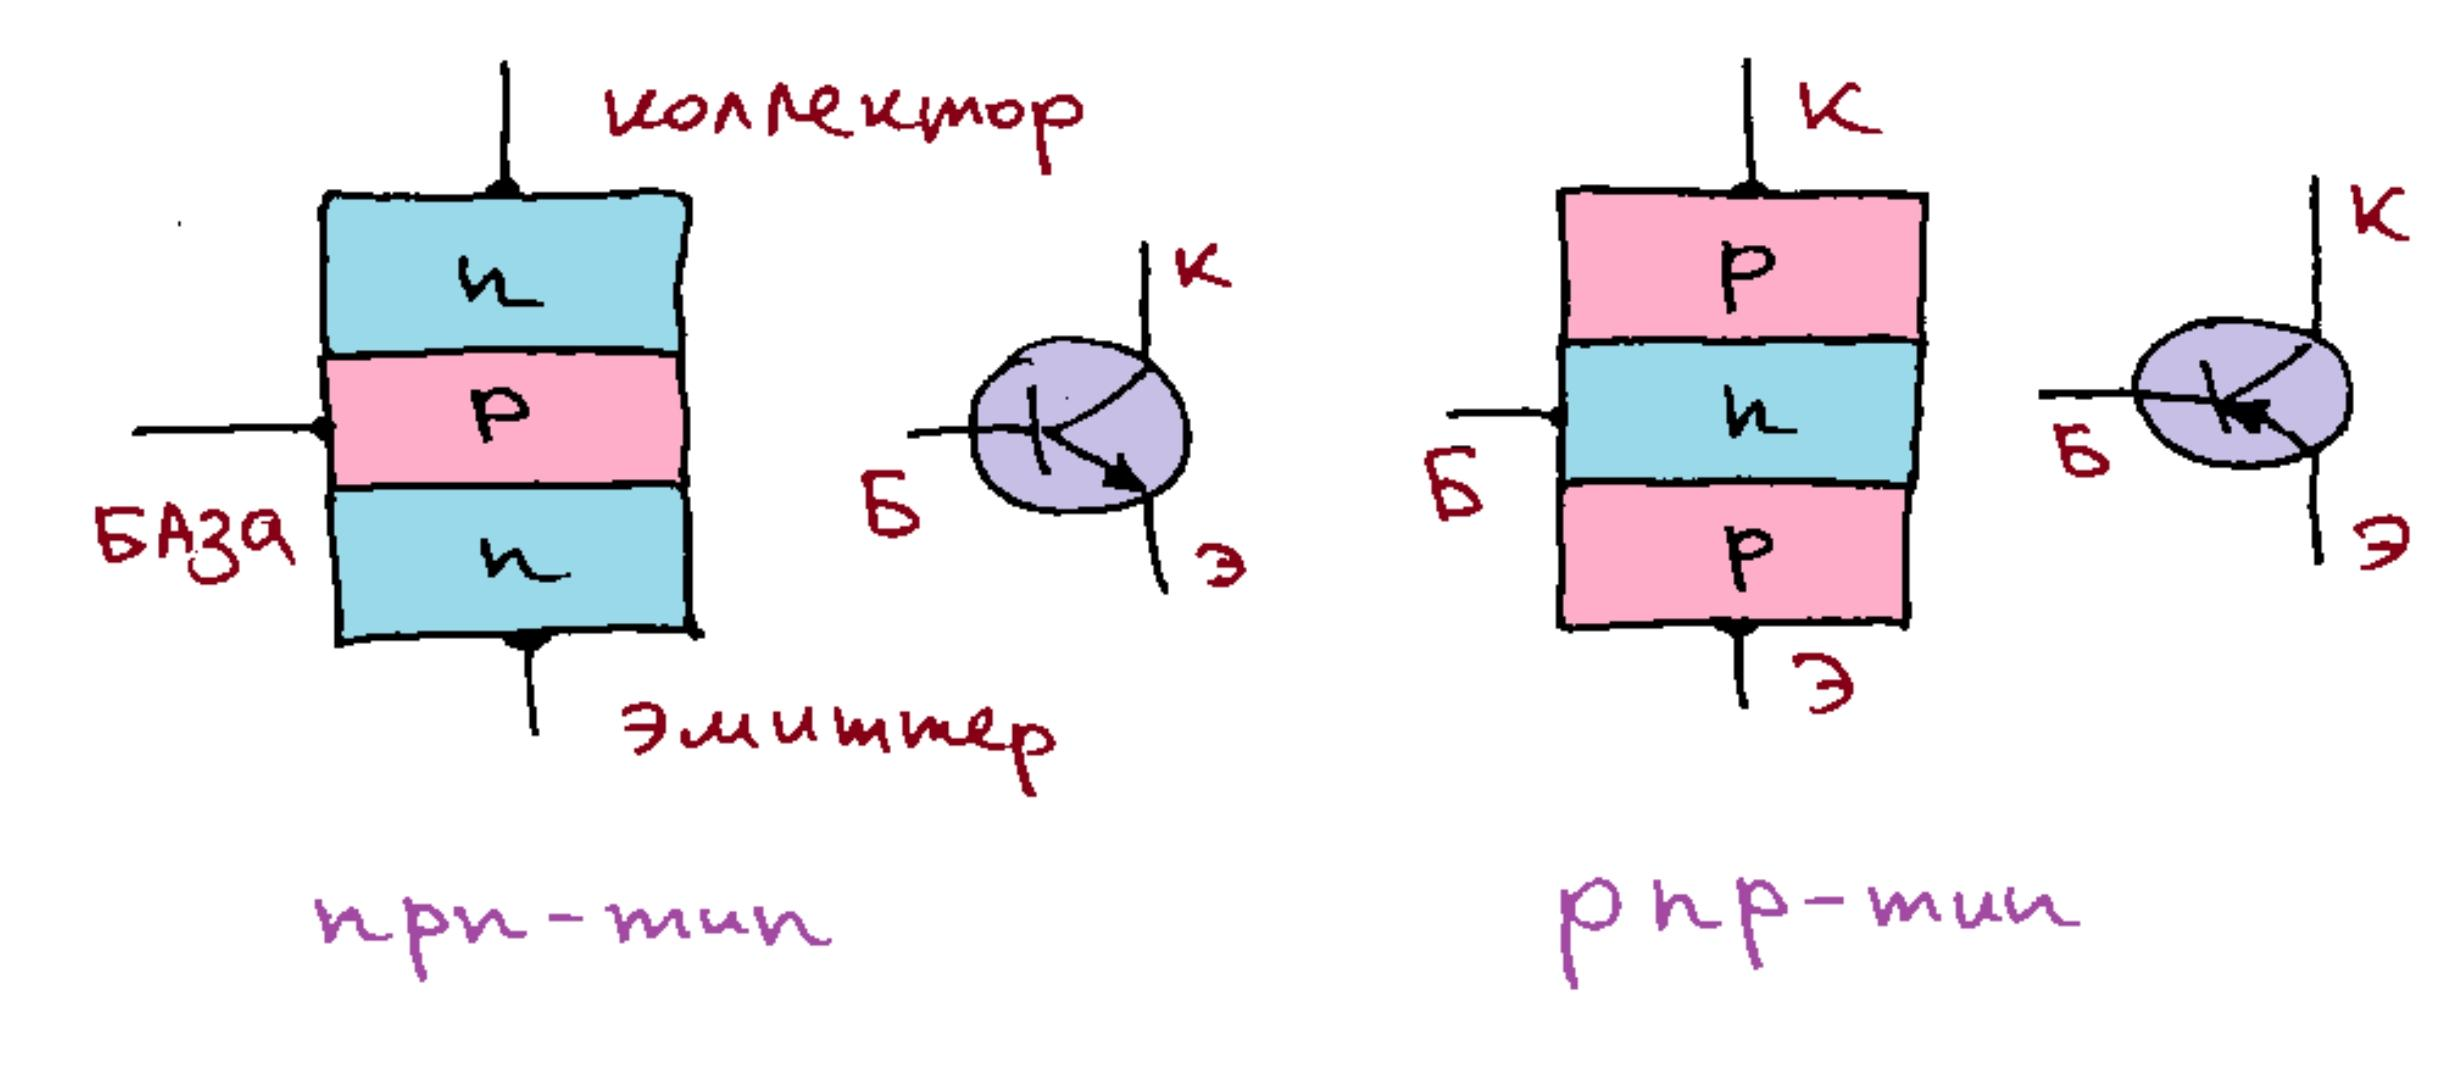 коллектор
n
p
n
БАЗа
эмиттер
К
Б
Э
К
p
n
p
Б
Э
К
Б
Э
npn-тип
pnp-тип